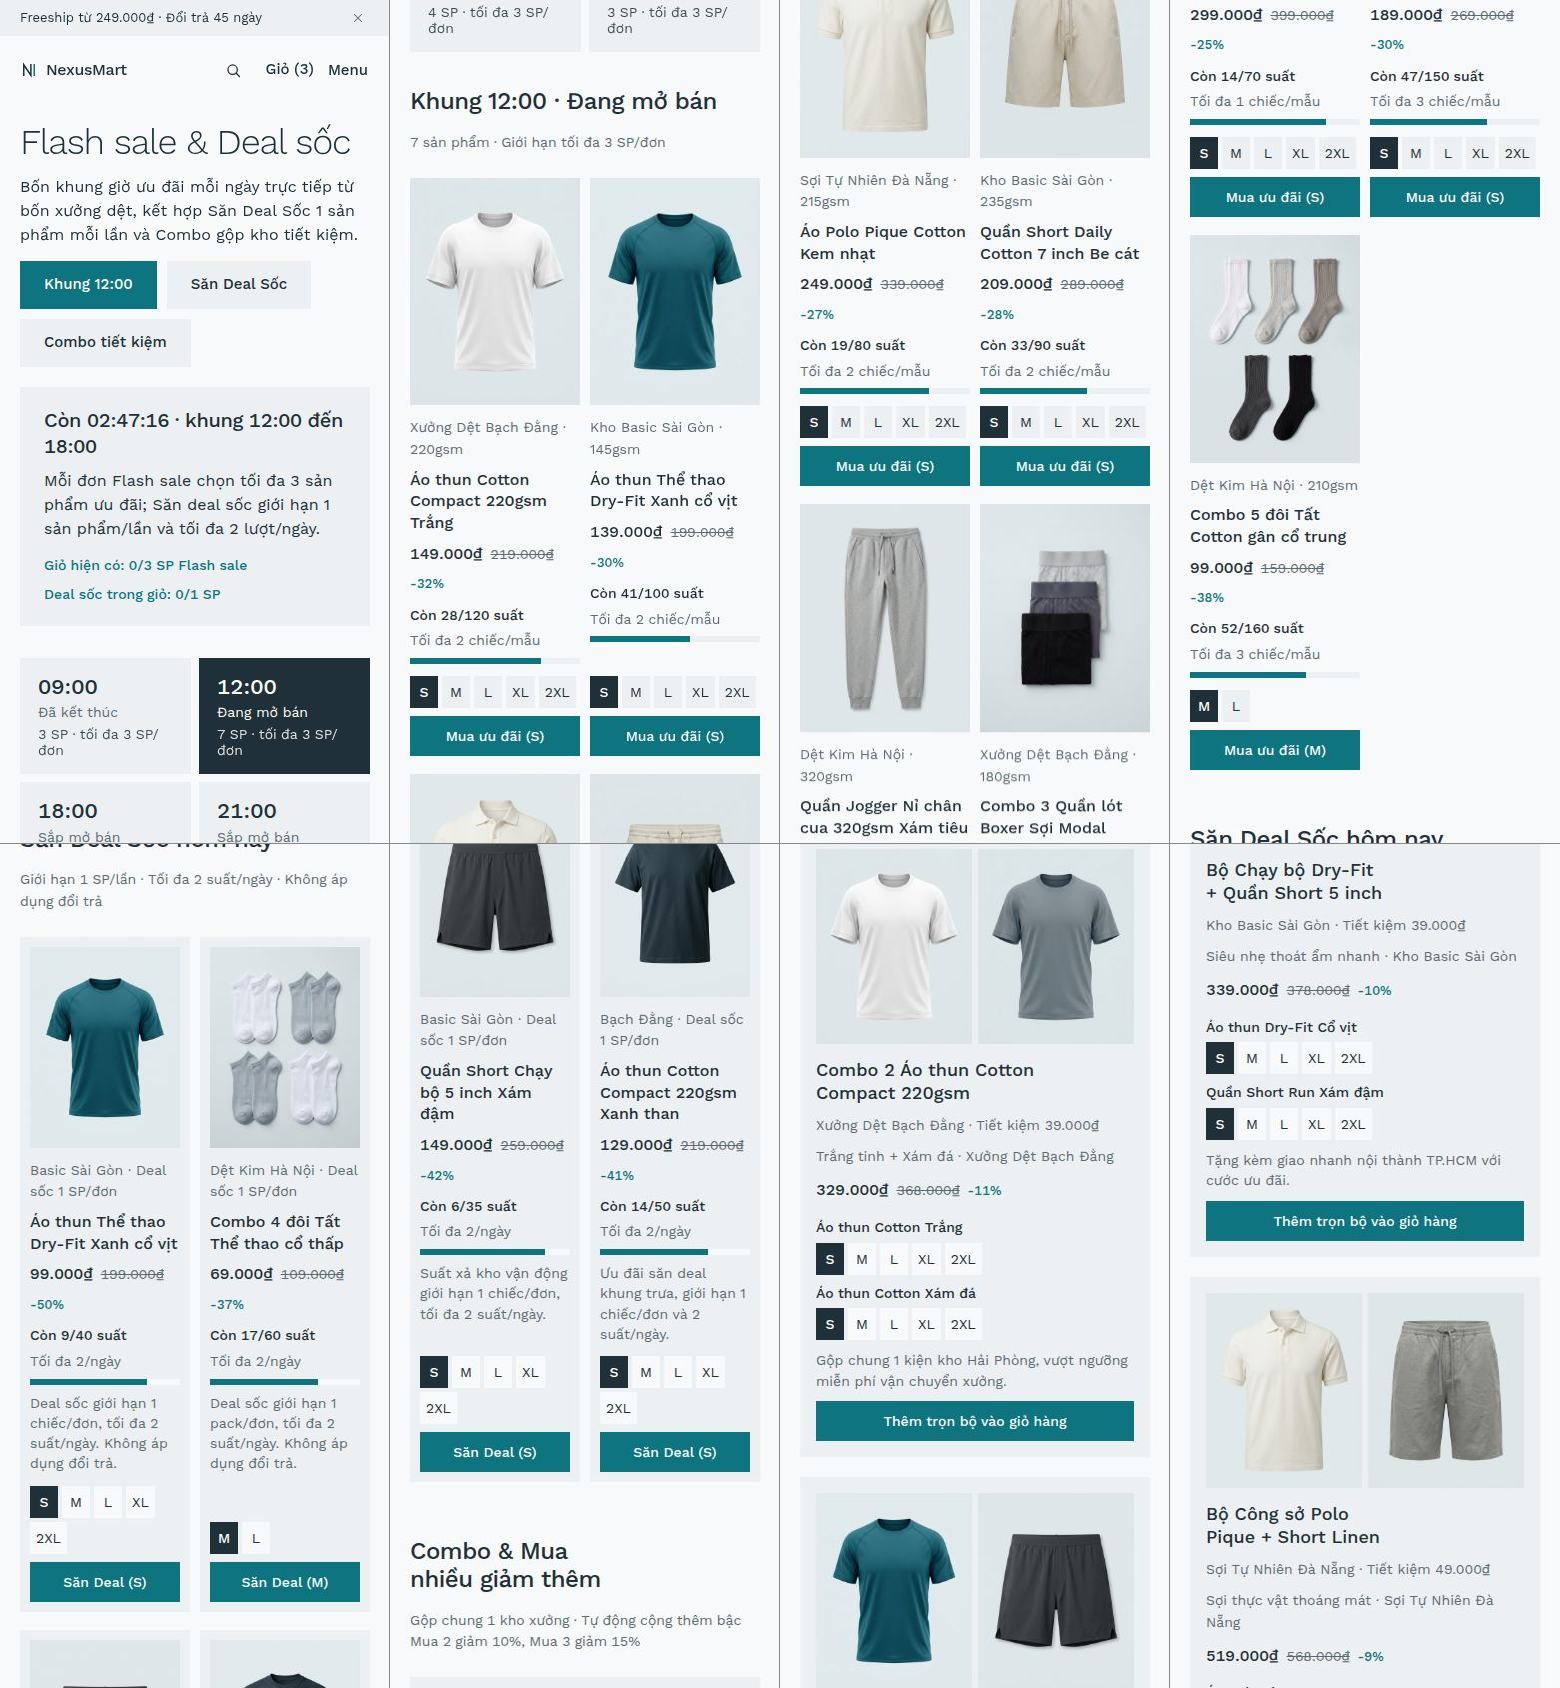 Freeship từ 249.000₫ · Đổi trả 45 ngày
NexusMart
Giỏ (3)
Menu
Flash sale & Deal sốc
Bốn khung giờ ưu đãi mỗi ngày trực tiếp từ
bốn xưởng dệt, kết hợp Săn Deal Sốc 1 sản
phẩm mỗi lần và Combo gộp kho tiết kiệm.
Khung 12:00
Săn Deal Sốc
Combo tiết kiệm
Còn 02:47:16 · khung 12:00 đến
18:00
Mỗi đơn Flash sale chọn tối đa 3 sản
phẩm ưu đãi; Săn deal sốc giới hạn 1
sản phẩm/lần và tối đa 2 lượt/ngày.
Giỏ hiện có: 0/3 SP Flash sale
Deal sốc trong giỏ: 0/1 SP
09:00
Đã kết thúc
3 SP · tối đa 3 SP/
đơn
12:00
Đang mở bán
7 SP · tối đa 3 SP/
đơn
18:00
Sắp mở bán
21:00
Sắp mở bán
4 SP · tối đa 3 SP/
đơn
3 SP · tối đa 3 SP/
đơn
Khung 12:00 · Đang mở bán
7 sản phẩm · Giới hạn tối đa 3 SP/đơn
Xưởng Dệt Bạch Đằng ·
220gsm
Áo thun Cotton
Compact 220gsm
Trắng
149.000₫ 219.000₫
-32%
Còn 28/120 suất
Tối đa 2 chiếc/mẫu
S M L XL 2XL
Mua ưu đãi (S)
Kho Basic Sài Gòn ·
145gsm
Áo thun Thể thao
Dry-Fit Xanh cổ vịt
139.000₫ 199.000₫
-30%
Còn 41/100 suất
Tối đa 2 chiếc/mẫu
S M L XL 2XL
Mua ưu đãi (S)
Sợi Tự Nhiên Đà Nẵng ·
215gsm
Áo Polo Pique Cotton
Kem nhạt
249.000₫ 339.000₫
-27%
Còn 19/80 suất
Tối đa 2 chiếc/mẫu
S M L XL 2XL
Mua ưu đãi (S)
Kho Basic Sài Gòn ·
235gsm
Quần Short Daily
Cotton 7 inch Be cát
209.000₫ 289.000₫
-28%
Còn 33/90 suất
Tối đa 2 chiếc/mẫu
S M L XL 2XL
Mua ưu đãi (S)
Dệt Kim Hà Nội ·
320gsm
Quần Jogger Nỉ chân
cua 320gsm Xám tiêu
Xưởng Dệt Bạch Đằng ·
180gsm
Combo 3 Quần lót
Boxer Sợi Modal
299.000₫ 399.000₫
-25%
Còn 14/70 suất
Tối đa 1 chiếc/mẫu
S M L XL 2XL
Mua ưu đãi (S)
189.000₫ 269.000₫
-30%
Còn 47/150 suất
Tối đa 3 chiếc/mẫu
S M L XL 2XL
Mua ưu đãi (S)
Dệt Kim Hà Nội · 210gsm
Combo 5 đôi Tất
Cotton gân cổ trung
99.000₫ 159.000₫
-38%
Còn 52/160 suất
Tối đa 3 chiếc/mẫu
M L
Mua ưu đãi (M)
Săn Deal Sốc hôm nay
Săn Deal Sốc hôm nay
Giới hạn 1 SP/lần · Tối đa 2 suất/ngày · Không áp
dụng đổi trả
Basic Sài Gòn · Deal
sốc 1 SP/đơn
Áo thun Thể thao
Dry-Fit Xanh cổ vịt
99.000₫ 199.000₫
-50%
Còn 9/40 suất
Tối đa 2/ngày
Deal sốc giới hạn 1
chiếc/đơn, tối đa 2
suất/ngày. Không áp
dụng đổi trả.
S M L XL
2XL
Săn Deal (S)
Dệt Kim Hà Nội · Deal
sốc 1 SP/đơn
Combo 4 đôi Tất
Thể thao cổ thấp
69.000₫ 109.000₫
-37%
Còn 17/60 suất
Tối đa 2/ngày
Deal sốc giới hạn 1
pack/đơn, tối đa 2
suất/ngày. Không áp
dụng đổi trả.
M L
Săn Deal (M)
Basic Sài Gòn · Deal
sốc 1 SP/đơn
Quần Short Chạy
bộ 5 inch Xám
đậm
149.000₫ 259.000₫
-42%
Còn 6/35 suất
Tối đa 2/ngày
Suất xả kho vận động
giới hạn 1 chiếc/đơn,
tối đa 2 suất/ngày.
S M L XL
2XL
Săn Deal (S)
Bạch Đằng · Deal sốc
1 SP/đơn
Áo thun Cotton
Compact 220gsm
Xanh than
129.000₫ 219.000₫
-41%
Còn 14/50 suất
Tối đa 2/ngày
Ưu đãi săn deal
khung trưa, giới hạn 1
chiếc/đơn và 2
suất/ngày.
S M L XL
2XL
Săn Deal (S)
Combo & Mua
nhiều giảm thêm
Gộp chung 1 kho xưởng · Tự động cộng thêm bậc
Mua 2 giảm 10%, Mua 3 giảm 15%
Combo 2 Áo thun Cotton
Compact 220gsm
Xưởng Dệt Bạch Đằng · Tiết kiệm 39.000₫
Trắng tinh + Xám đá · Xưởng Dệt Bạch Đằng
329.000₫ 368.000₫ -11%
Áo thun Cotton Trắng
S M L XL 2XL
Áo thun Cotton Xám đá
S M L XL 2XL
Gộp chung 1 kiện kho Hải Phòng, vượt ngưỡng
miễn phí vận chuyển xưởng.
Thêm trọn bộ vào giỏ hàng
Bộ Chạy bộ Dry-Fit
+ Quần Short 5 inch
Kho Basic Sài Gòn · Tiết kiệm 39.000₫
Siêu nhẹ thoát ẩm nhanh · Kho Basic Sài Gòn
339.000₫ 378.000₫ -10%
Áo thun Dry-Fit Cổ vịt
S M L XL 2XL
Quần Short Run Xám đậm
S M L XL 2XL
Tặng kèm giao nhanh nội thành TP.HCM với
cước ưu đãi.
Thêm trọn bộ vào giỏ hàng
Bộ Công sở Polo
Pique + Short Linen
Sợi Tự Nhiên Đà Nẵng · Tiết kiệm 49.000₫
Sợi thực vật thoáng mát · Sợi Tự Nhiên Đà
Nẵng
519.000₫ 568.000₫ -9%